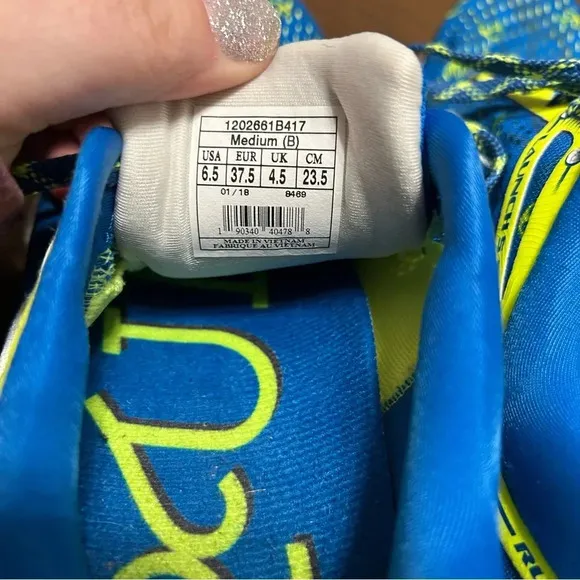 1202661B417
Medium (B)
USA EUR UK CM
6.5 37.5 4.5 23.5
01/18 8469
1 90340 40478 8
MADE IN VIETNAM
FABRIQUE AU VIETNAM